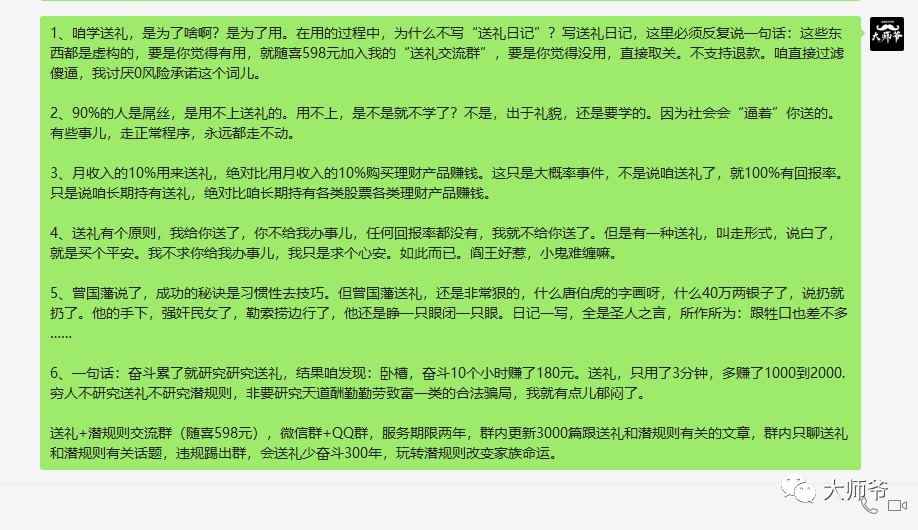 1、咱学送礼，是为了啥啊？是为了用。在用的过程中，为什么不写“送礼日记”？写送礼日记，这里必须反复说一句话：这些东
西都是虚构的，要是你觉得有用，就随喜598元加入我的“送礼交流群”，要是你觉得没用，直接取关。不支持退款。咱直接过滤
傻逼，我讨厌0风险承诺这个词儿。
2、90%的人是屌丝，是用不上送礼的。用不上，是不是就不学了？不是，出于礼貌，还是要学的。因为社会会“逼着”你送的。
有些事儿，走正常程序，永远都走不动。
3、月收入的10%用来送礼，绝对比用月收入的10%购买理财产品赚钱。这只是大概率事件，不是说咱送礼了，就100%有回报率。
只是说咱长期持有送礼，绝对比咱长期持有各类股票各类理财产品赚钱。
4、送礼有个原则，我给你送了，你不给我办事儿，任何回报率都没有，我就不给你送了。但是有一种送礼，叫走形式，说白了，
就是买个平安。我不求你给我办事儿，我只是求个心安。如此而已。阎王好惹，小鬼难缠嘛。
5、曾国藩说了，成功的秘诀是习惯性去技巧。但曾国藩送礼，还是非常狠的，什么唐伯虎的字画呀，什么40万两银子了，说扔就
扔了。他的手下，强奸民女了，勒索捞边行了，他还是睁一只眼闭一只眼。日记一写，全是圣人之言，所作所为：跟牲口也差不多
......
6、一句话：奋斗累了就研究研究送礼，结果咱发现：卧槽，奋斗10个小时赚了180元。送礼，只用了3分钟，多赚了1000到2000.
穷人不研究送礼不研究潜规则，非要研究天道酬勤勤劳致富一类的合法骗局，我就有点儿郁闷了。
送礼+潜规则交流群（随喜598元），微信群+QQ群，服务期限两年，群内更新3000篇跟送礼和潜规则有关的文章，群内只聊送礼
和潜规则有关话题，违规踢出群，会送礼少奋斗300年，玩转潜规则改变家族命运。
大师爷
大师爷